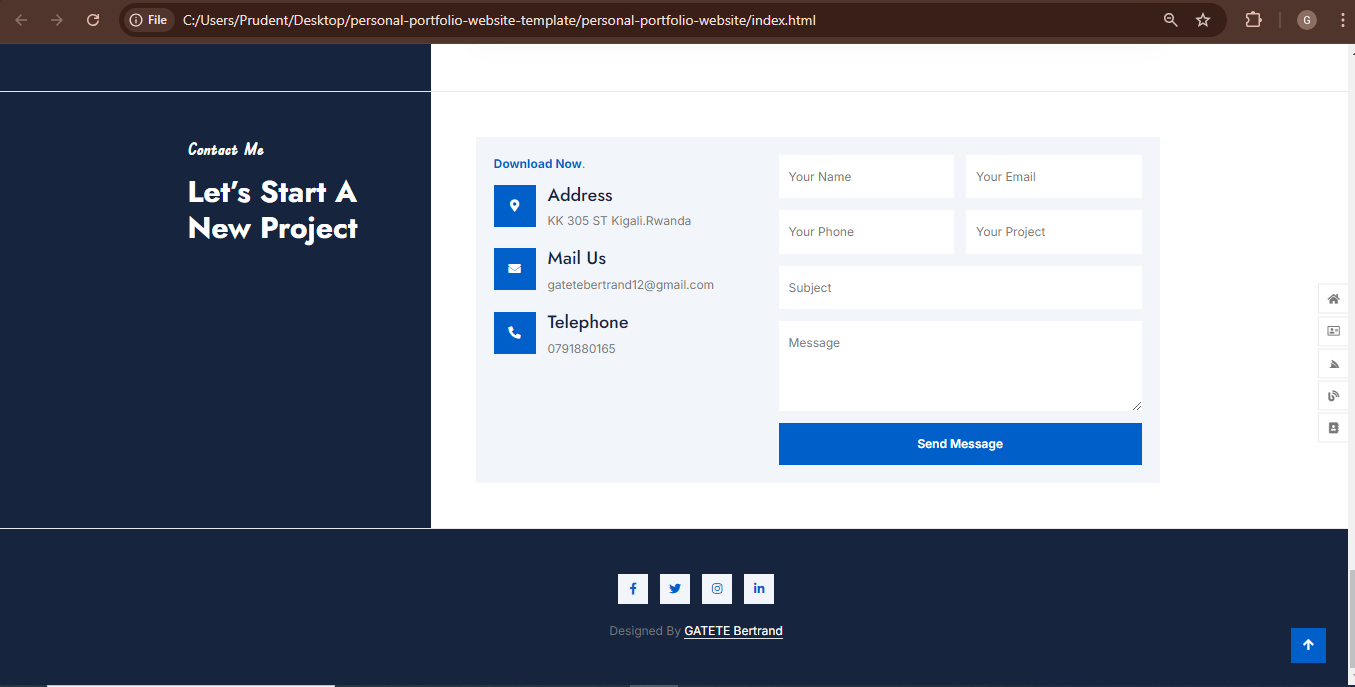 File
C:/Users/Prudent/Desktop/personal-portfolio-website-template/personal-portfolio-website/index.html
G
Contact Me
Let's Start A
New Project
Download Now.
Address
KK 305 ST Kigali.Rwanda
Mail Us
gatetebertrand12@gmail.com
Telephone
0791880165
Your Name
Your Email
Your Phone
Your Project
Subject
Message
Send Message
Designed By GATETE Bertrand